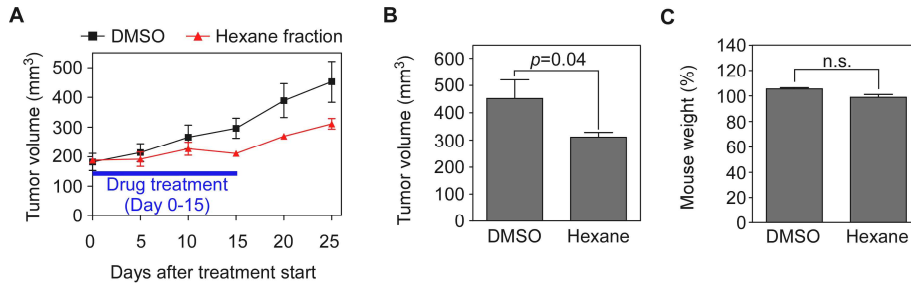 A
DMSO
Hexane fraction
Tumor volume (mm³)
500
400
300
200
100
0
Drug treatment
(Day 0-15)
0 5 10 15 20 25
Days after treatment start
B
Tumor volume (mm³)
600
500
400
300
200
100
0
p=0.04
DMSO Hexane
C
Mouse weight (%)
140
120
100
80
60
40
20
0
n.s.
DMSO Hexane